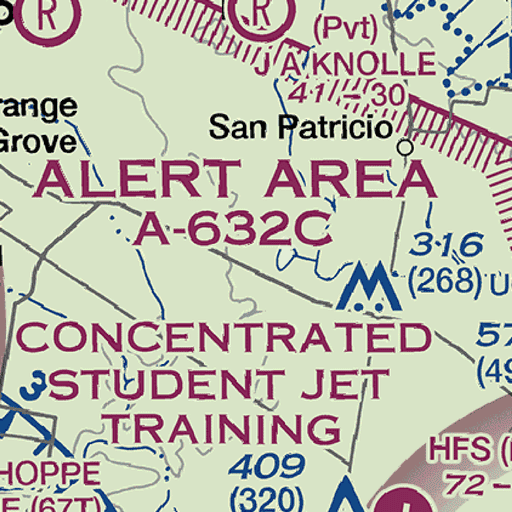 R
R
(Pvt)
J A KNOLLE
41 - 30
range
Grove
San Patricio
ALERT AREA
A-632C
316
(268)
CONCENTRATED
STUDENT JET
TRAINING
57
(49
3
HFS (
72 -
HOPPE
E (67T)
409
(320)